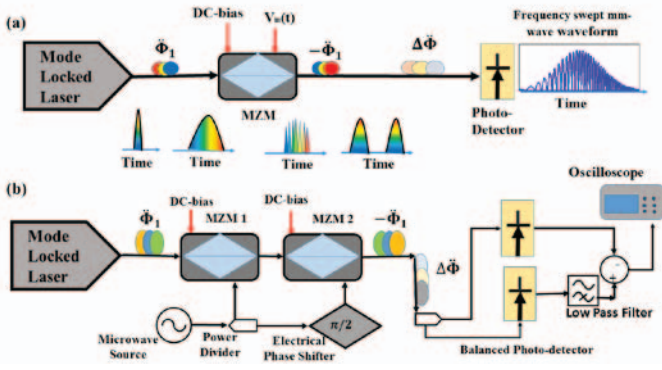 (a)
DC-bias
Vm(t)
Φ̈1
−Φ̈1
ΔΦ̈
Frequency swept mm-
wave waveform
Mode
Locked
Laser
MZM
Photo-
Detector
Time
Time
Time
Time
Time
(b)
Oscilloscope
DC-bias
MZM 1
DC-bias
MZM 2
Φ̈1
−Φ̈1
Mode
Locked
Laser
ΔΦ̈
-
+
Microwave
Source
Power
Divider
π/2
Electrical
Phase Shifter
Low Pass Filter
Balanced Photo-detector